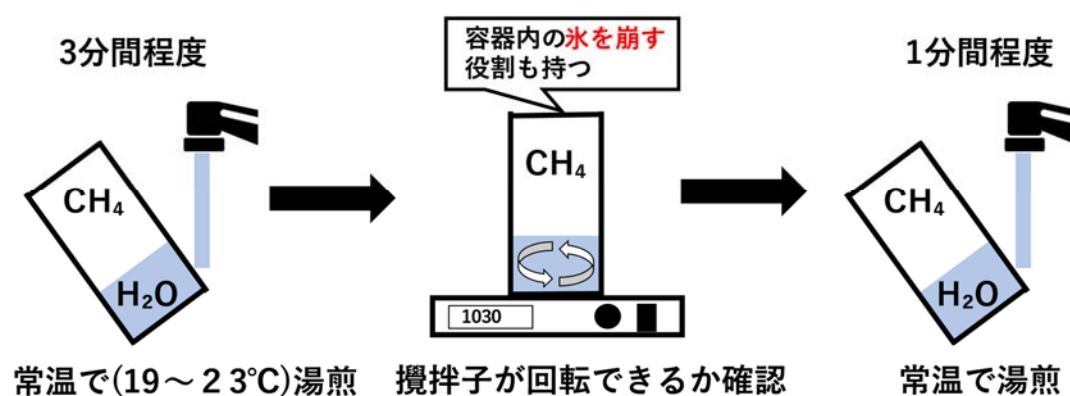 3分間程度
容器内の氷を崩す
役割も持つ
1分間程度
CH₄
H₂O
CH₄
1030
CH₄
H₂O
常温で(19～２3℃)湯煎
攪拌子が回転できるか確認
常温で湯煎